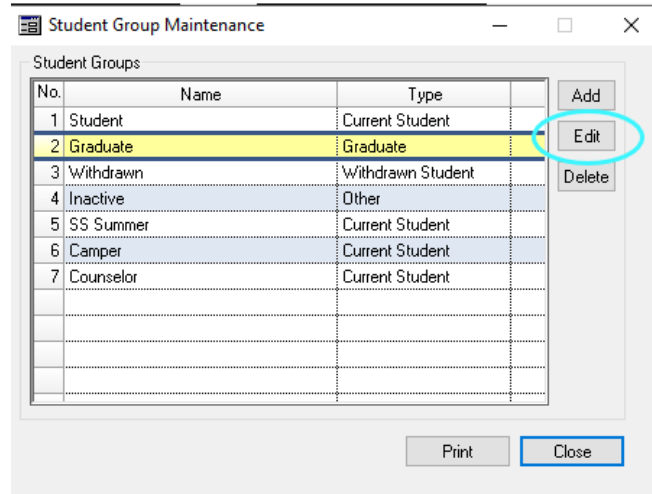 Student Group Maintenance
Student Groups
No. Name Type
1 Student Current Student
2 Graduate Graduate
3 Withdrawn Withdrawn Student
4 Inactive Other
5 SS Summer Current Student
6 Camper Current Student
7 Counselor Current Student
Add
Edit
Delete
Print Close